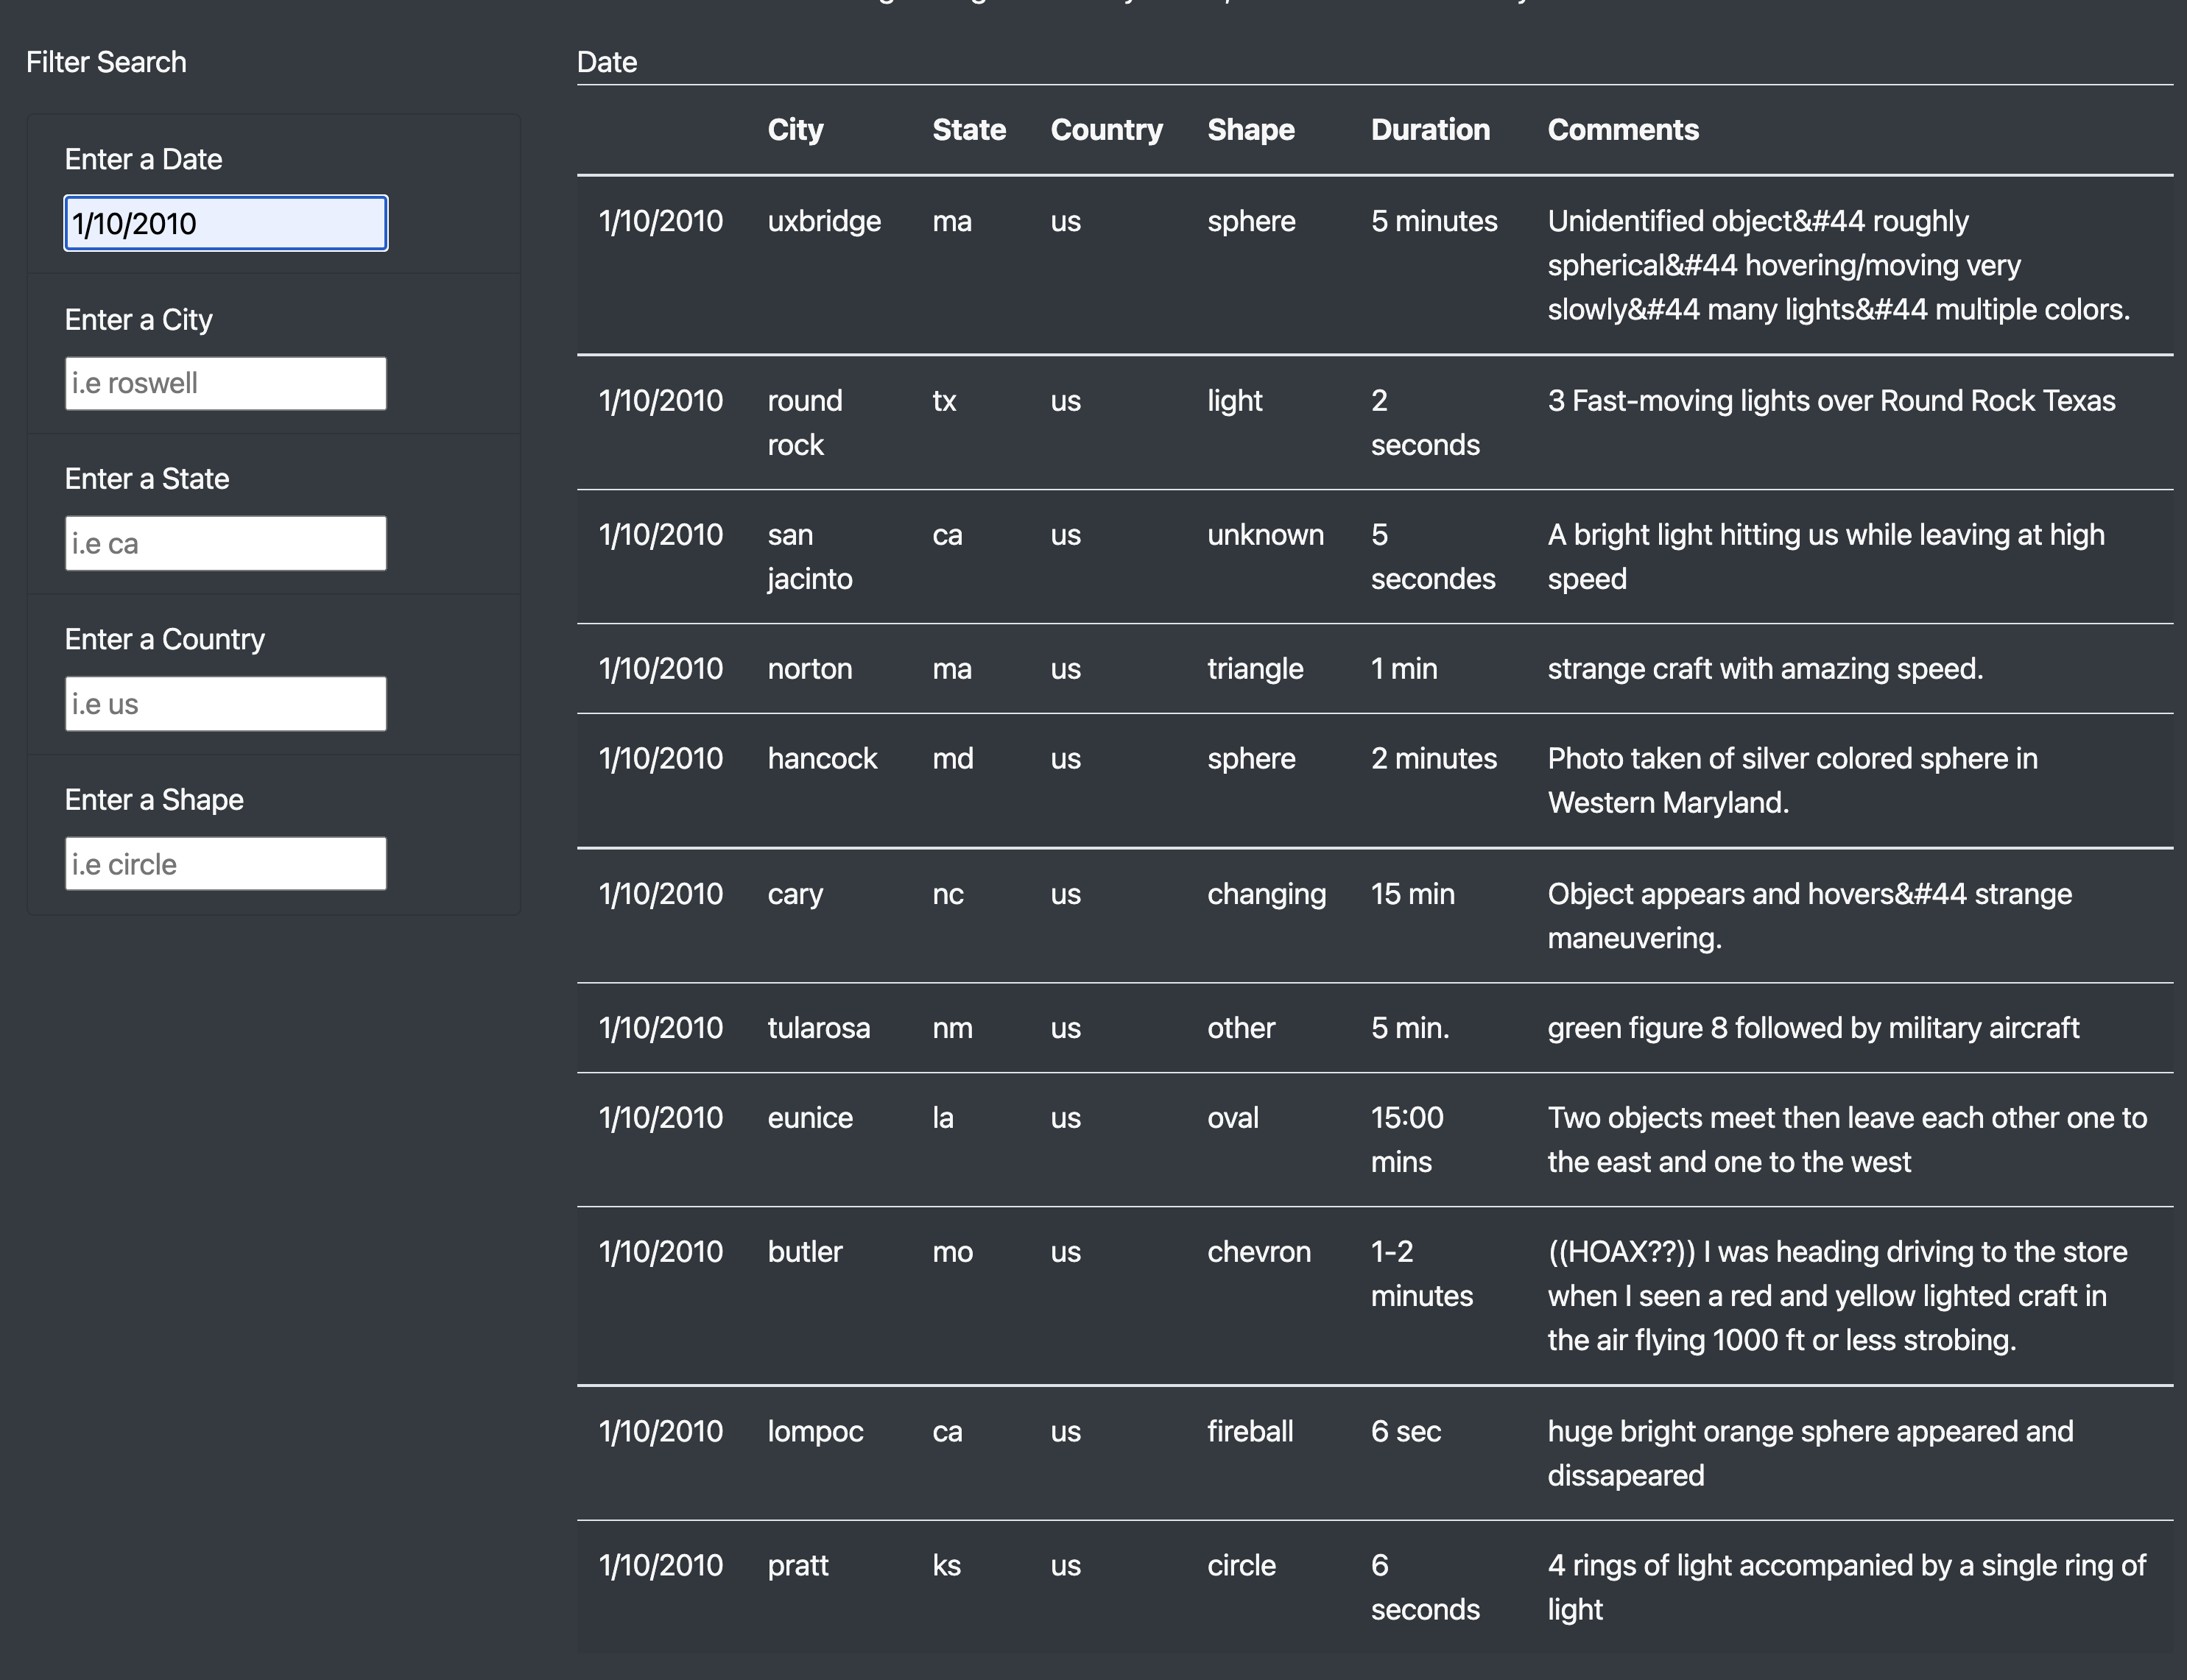 Filter Search
Enter a Date
1/10/2010
Enter a City
i.e roswell
Enter a State
i.e ca
Enter a Country
i.e us
Enter a Shape
i.e circle
Date
City State Country Shape Duration Comments
1/10/2010 uxbridge ma us sphere 5 minutes Unidentified object&#44 roughly
spherical&#44 hovering/moving very
slowly&#44 many lights&#44 multiple colors.
1/10/2010 round tx us light 2 3 Fast-moving lights over Round Rock Texas
rock seconds
1/10/2010 san ca us unknown 5 A bright light hitting us while leaving at high
jacinto secondes speed
1/10/2010 norton ma us triangle 1 min strange craft with amazing speed.
1/10/2010 hancock md us sphere 2 minutes Photo taken of silver colored sphere in
Western Maryland.
1/10/2010 cary nc us changing 15 min Object appears and hovers&#44 strange
maneuvering.
1/10/2010 tularosa nm us other 5 min. green figure 8 followed by military aircraft
1/10/2010 eunice la us oval 15:00 Two objects meet then leave each other one to
mins the east and one to the west
1/10/2010 butler mo us chevron 1-2 ((HOAX??)) I was heading driving to the store
minutes when I seen a red and yellow lighted craft in
the air flying 1000 ft or less strobing.
1/10/2010 lompoc ca us fireball 6 sec huge bright orange sphere appeared and
dissapeared
1/10/2010 pratt ks us circle 6 4 rings of light accompanied by a single ring of
seconds light